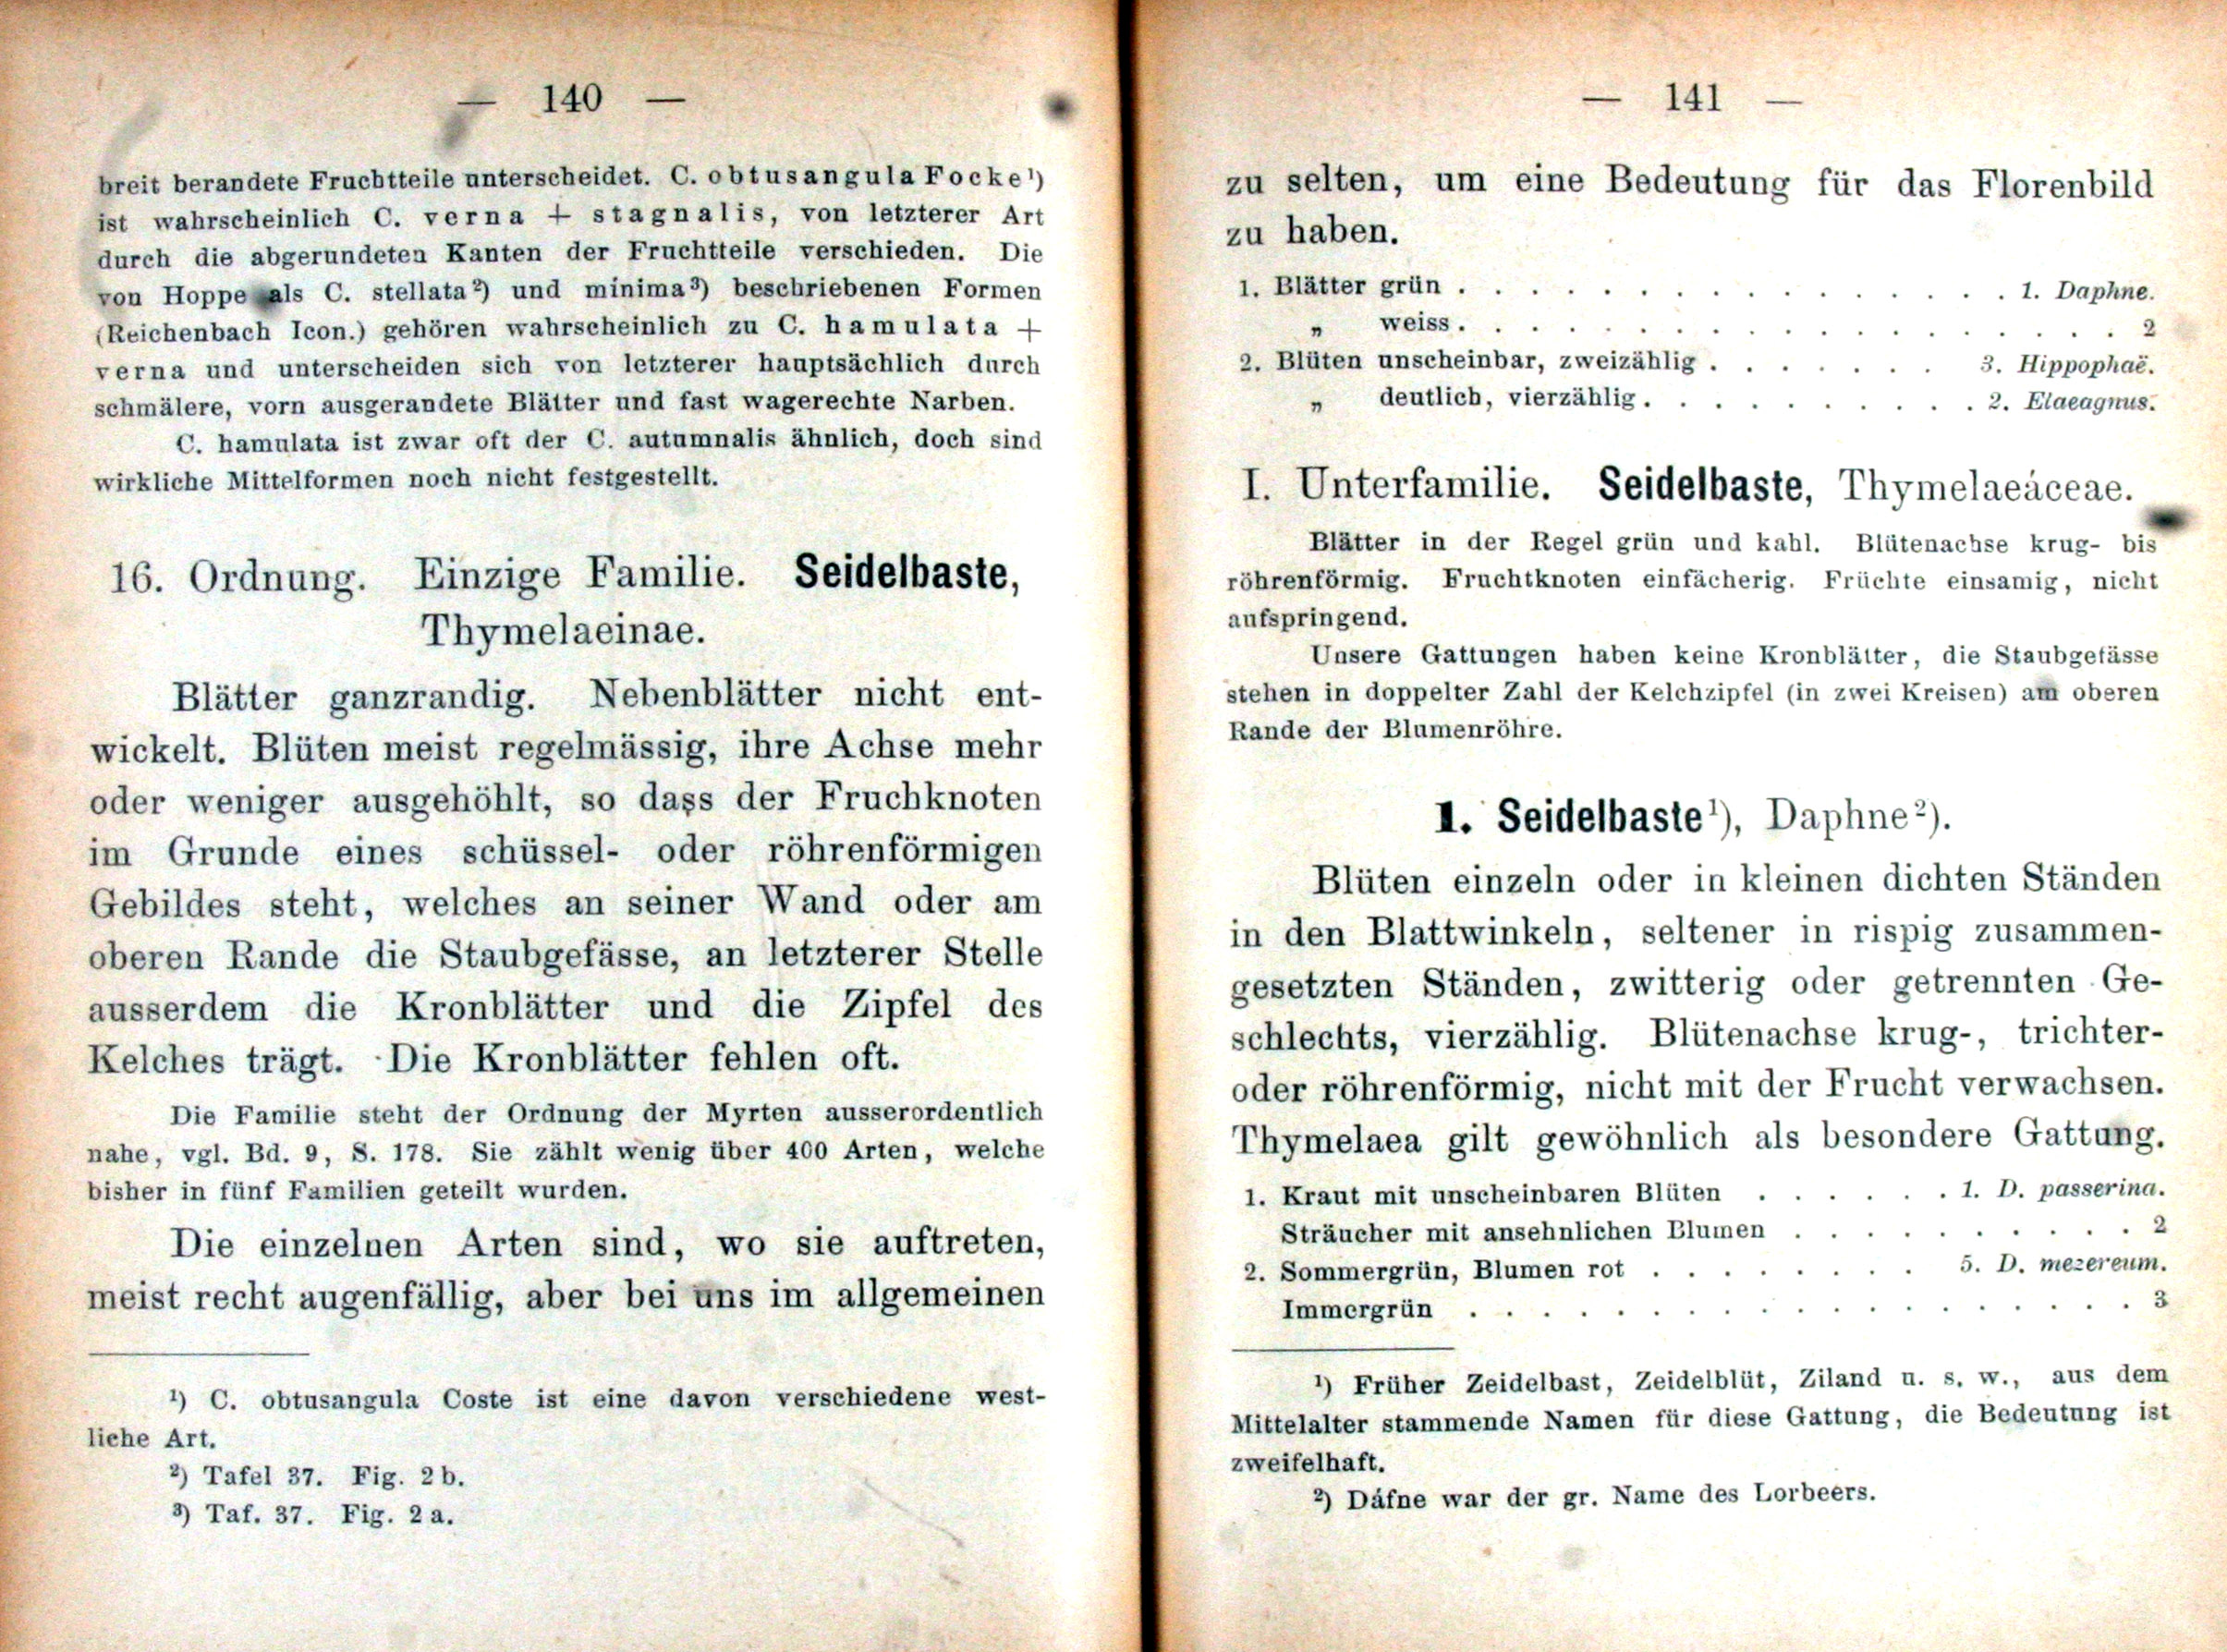 — 140 —
breit berandete Fruchtteile unterscheidet. C. obtusangula Focke¹)
ist wahrscheinlich C. verna + stagnalis, von letzterer Art
durch die abgerundeten Kanten der Fruchtteile verschieden. Die
von Hoppe als C. stellata²) und minima³) beschriebenen Formen
(Reichenbach Icon.) gehören wahrscheinlich zu C. hamulata +
verna und unterscheiden sich von letzterer hauptsächlich durch
schmälere, vorn ausgerandete Blätter und fast wagerechte Narben.
C. hamulata ist zwar oft der C. autumnalis ähnlich, doch sind
wirkliche Mittelformen noch nicht festgestellt.
16. Ordnung. Einzige Familie. Seidelbaste,
Thymelaeinae.
Blätter ganzrandig. Nebenblätter nicht ent-
wickelt. Blüten meist regelmässig, ihre Achse mehr
oder weniger ausgehöhlt, so dass der Fruchknoten
im Grunde eines schüssel- oder röhrenförmigen
Gebildes steht, welches an seiner Wand oder am
oberen Rande die Staubgefässe, an letzterer Stelle
ausserdem die Kronblätter und die Zipfel des
Kelches trägt. Die Kronblätter fehlen oft.
Die Familie steht der Ordnung der Myrten ausserordentlich
nahe, vgl. Bd. 9, S. 178. Sie zählt wenig über 400 Arten, welche
bisher in fünf Familien geteilt wurden.
Die einzelnen Arten sind, wo sie auftreten,
meist recht augenfällig, aber bei uns im allgemeinen
¹) C. obtusangula Coste ist eine davon verschiedene west-
liche Art.
²) Tafel 37. Fig. 2 b.
³) Taf. 37. Fig. 2 a.
— 141 —
zu selten, um eine Bedeutung für das Florenbild
zu haben.
1. Blätter grün . . . . . . . . . . . . . . . . 1. Daphne.
„ weiss . . . . . . . . . . . . . . . . . . . 2
2. Blüten unscheinbar, zweizählig . . . . . . . 3. Hippophaë.
„ deutlich, vierzählig . . . . . . . . . . 2. Elaeagnus.
I. Unterfamilie. Seidelbaste, Thymelaeáceae.
Blätter in der Regel grün und kahl. Blütenachse krug- bis
röhrenförmig. Fruchtknoten einfächerig. Früchte einsamig, nicht
aufspringend.
Unsere Gattungen haben keine Kronblätter, die Staubgefässe
stehen in doppelter Zahl der Kelchzipfel (in zwei Kreisen) am oberen
Rande der Blumenröhre.
I. Seidelbaste¹), Daphne²).
Blüten einzeln oder in kleinen dichten Ständen
in den Blattwinkeln, seltener in rispig zusammen-
gesetzten Ständen, zwitterig oder getrennten Ge-
schlechts, vierzählig. Blütenachse krug-, trichter-
oder röhrenförmig, nicht mit der Frucht verwachsen.
Thymelaea gilt gewöhnlich als besondere Gattung.
1. Kraut mit unscheinbaren Blüten . . . . . . 1. D. passerina.
Sträucher mit ansehnlichen Blumen . . . . . . . . . . 2
2. Sommergrün, Blumen rot . . . . . . . . 5. D. mezereum.
Immergrün . . . . . . . . . . . . . . . . . . . 3
¹) Früher Zeidelbast, Zeidelblüt, Ziland u. s. w., aus dem
Mittelalter stammende Namen für diese Gattung, die Bedeutung ist
zweifelhaft.
²) Dáfne war der gr. Name des Lorbeers.